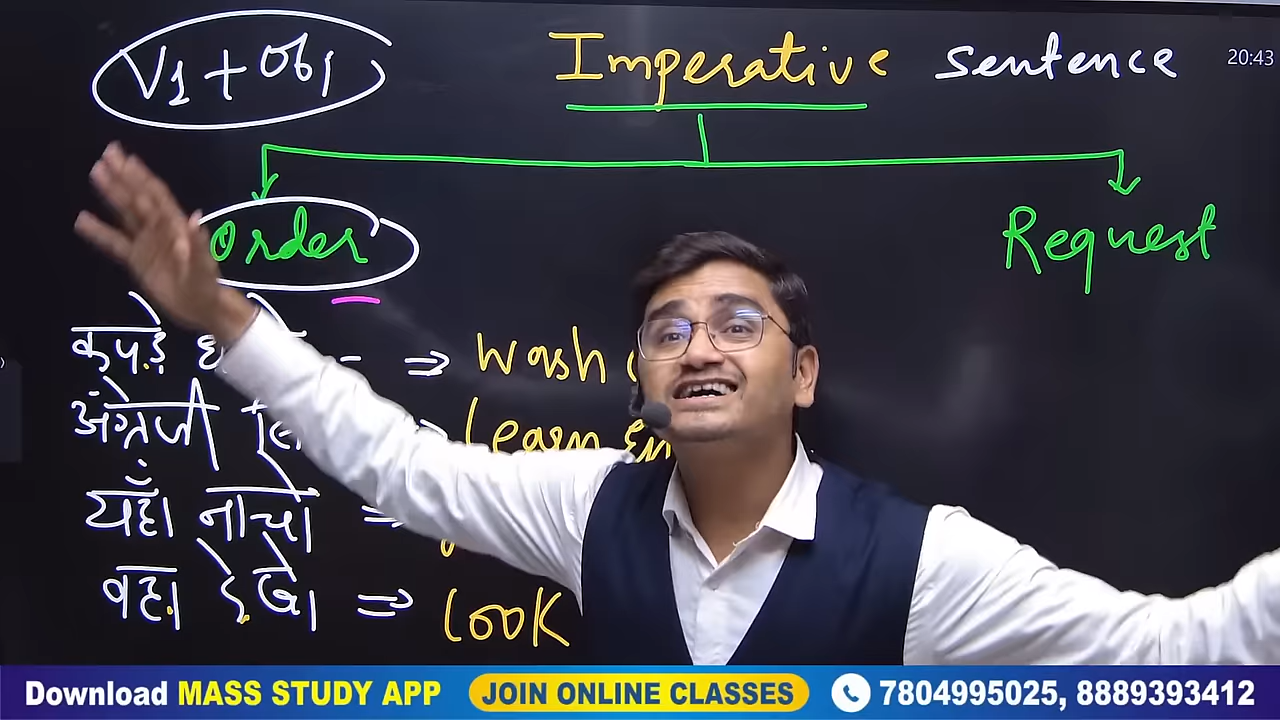 V1 + Obj
Imperative sentence
20:43
Order
Request
कपड़े - ⇒ Wash
अंग्रेजी ⇒ Learn
यहाँ नाचो ⇒
वहा देखो ⇒ Look
Download MASS STUDY APP JOIN ONLINE CLASSES 7804995025, 8889393412